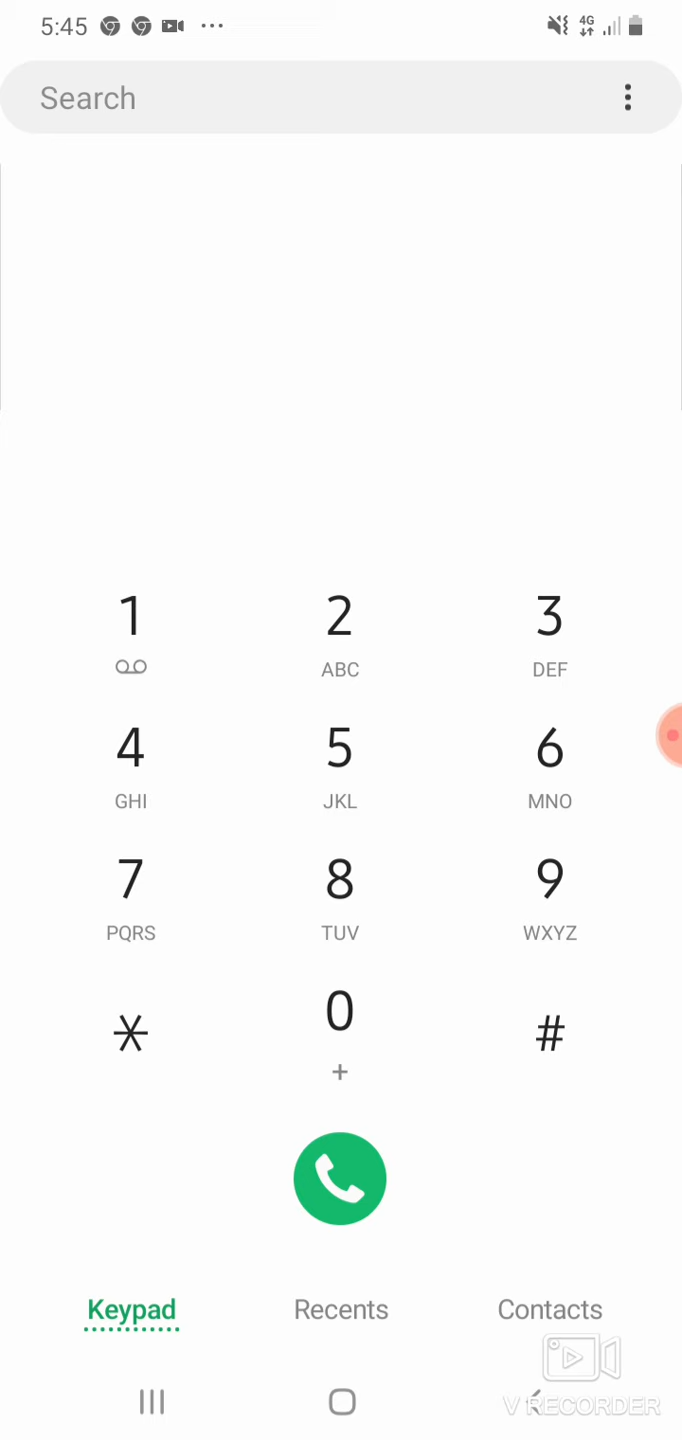 5:45 4G
Search
1 2 3
ABC DEF
4 5 6
GHI JKL MNO
7 8 9
PQRS TUV WXYZ
* 0 #
+
Keypad Recents Contacts
V RECORDER